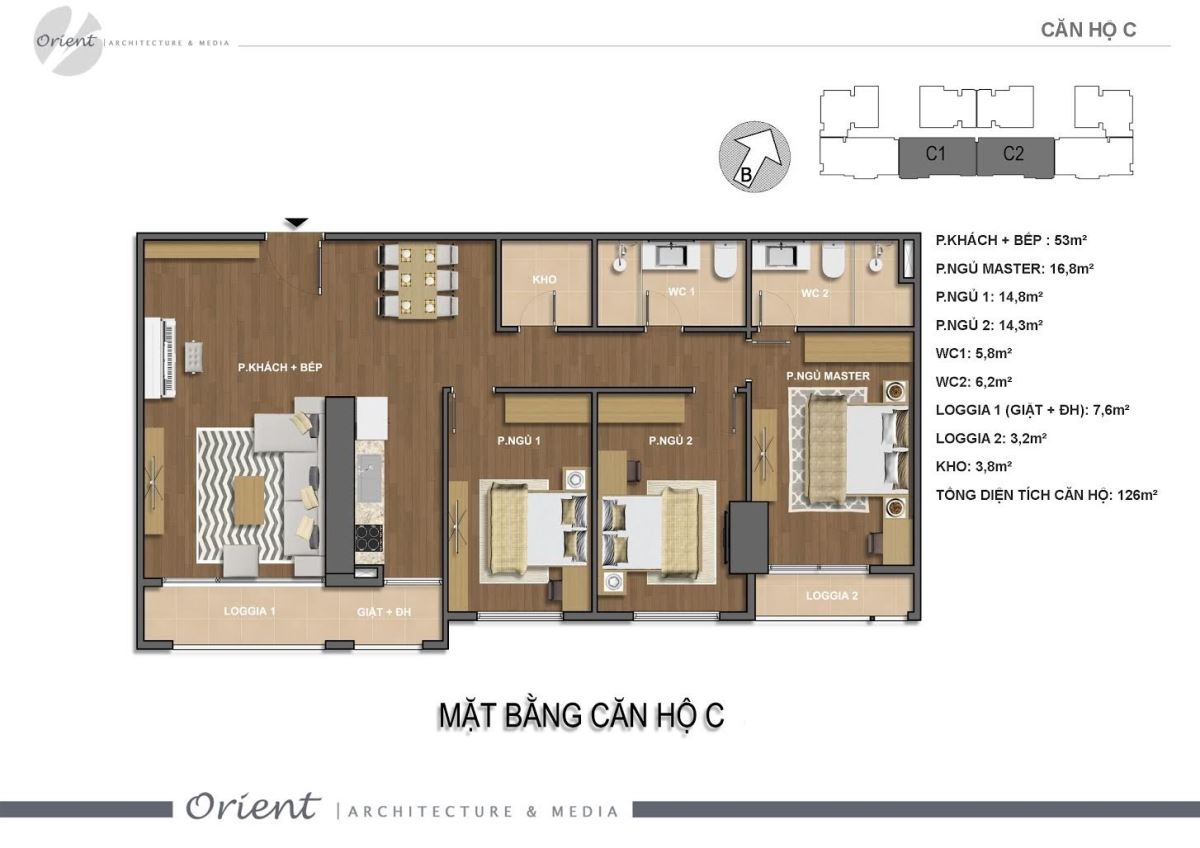 Orient | ARCHITECTURE & MEDIA
CĂN HỘ C
C1
C2
B
P.KHÁCH + BẾP : 53m²
P.NGỦ MASTER: 16,8m²
P.NGỦ 1: 14,8m²
P.NGỦ 2: 14,3m²
WC1: 5,8m²
WC2: 6,2m²
LOGGIA 1 (GIẶT + ĐH): 7,6m²
LOGGIA 2: 3,2m²
KHO: 3,8m²
TỔNG DIỆN TÍCH CĂN HỘ: 126m²
KHO
WC 1
WC 2
P.KHÁCH + BẾP
P.NGỦ MASTER
P.NGỦ 1
P.NGỦ 2
LOGGIA 1
GIẶT + ĐH
LOGGIA 2
MẶT BẰNG CĂN HỘ C
Orient | ARCHITECTURE & MEDIA